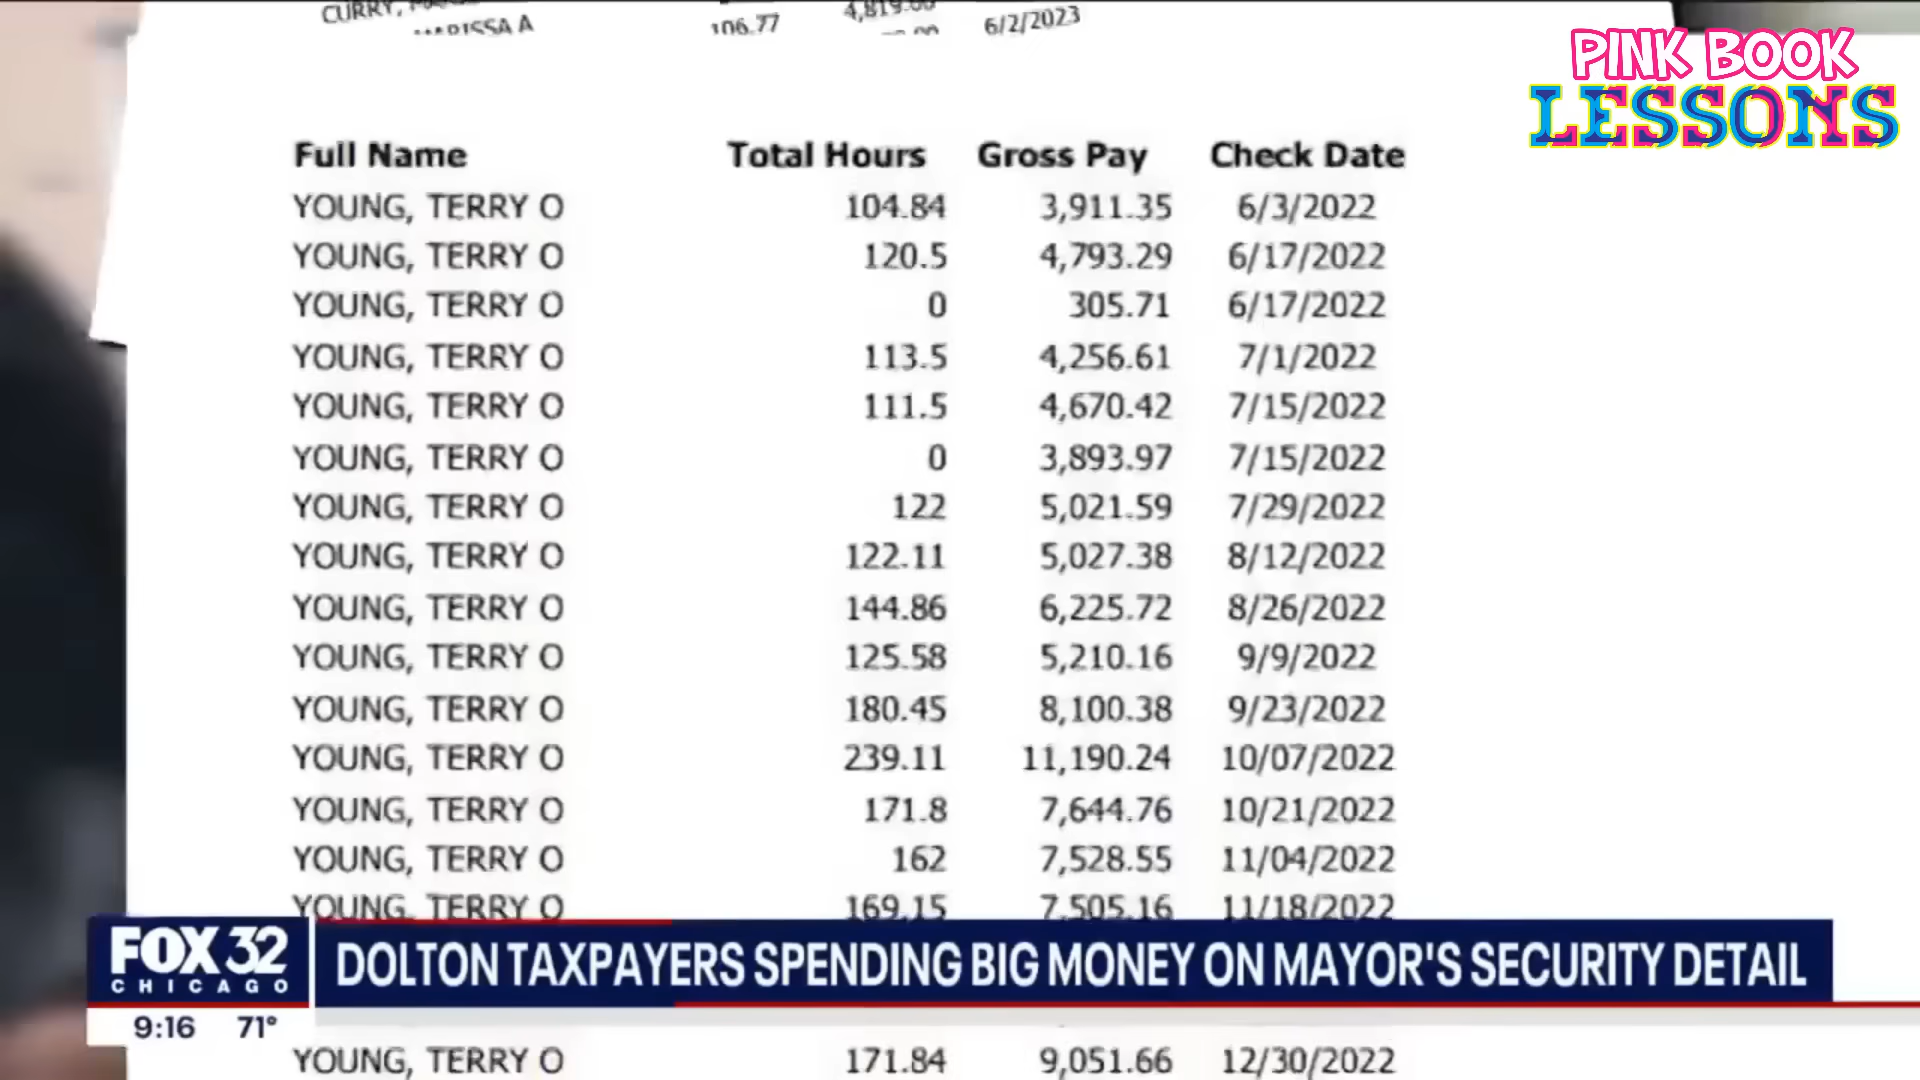 CURRY,
106.77 4,819.00 6/2/2023
PINK BOOK
LESSONS
Full Name Total Hours Gross Pay Check Date
YOUNG, TERRY O 104.84 3,911.35 6/3/2022
YOUNG, TERRY O 120.5 4,793.29 6/17/2022
YOUNG, TERRY O 0 305.71 6/17/2022
YOUNG, TERRY O 113.5 4,256.61 7/1/2022
YOUNG, TERRY O 111.5 4,670.42 7/15/2022
YOUNG, TERRY O 0 3,893.97 7/15/2022
YOUNG, TERRY O 122 5,021.59 7/29/2022
YOUNG, TERRY O 122.11 5,027.38 8/12/2022
YOUNG, TERRY O 144.86 6,225.72 8/26/2022
YOUNG, TERRY O 125.58 5,210.16 9/9/2022
YOUNG, TERRY O 180.45 8,100.38 9/23/2022
YOUNG, TERRY O 239.11 11,190.24 10/07/2022
YOUNG, TERRY O 171.8 7,644.76 10/21/2022
YOUNG, TERRY O 162 7,528.55 11/04/2022
YOUNG, TERRY O 169.15 7,505.16 11/18/2022
FOX 32
CHICAGO
DOLTON TAXPAYERS SPENDING BIG MONEY ON MAYOR'S SECURITY DETAIL
9:16 71°
YOUNG, TERRY O 171.84 9,051.66 12/30/2022